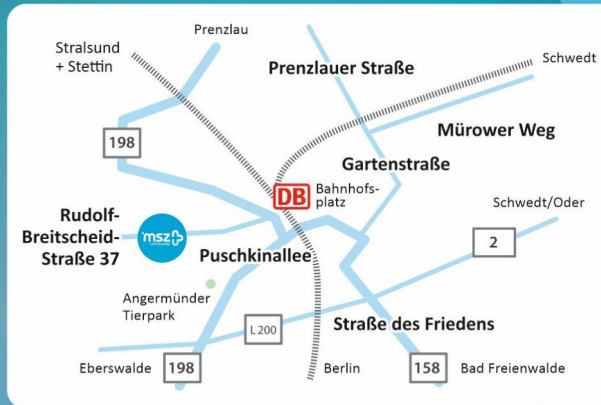 Prenzlau
Stralsund
+ Stettin
Prenzlauer Straße
Schwedt
198
Mürower Weg
Gartenstraße
DB
Bahnhofs-
platz
Schwedt/Oder
Rudolf-
Breitscheid-
Straße 37
msz
Puschkinallee
2
Angermünder
Tierpark
L 200
Straße des Friedens
Eberswalde
198
Berlin
158
Bad Freienwalde